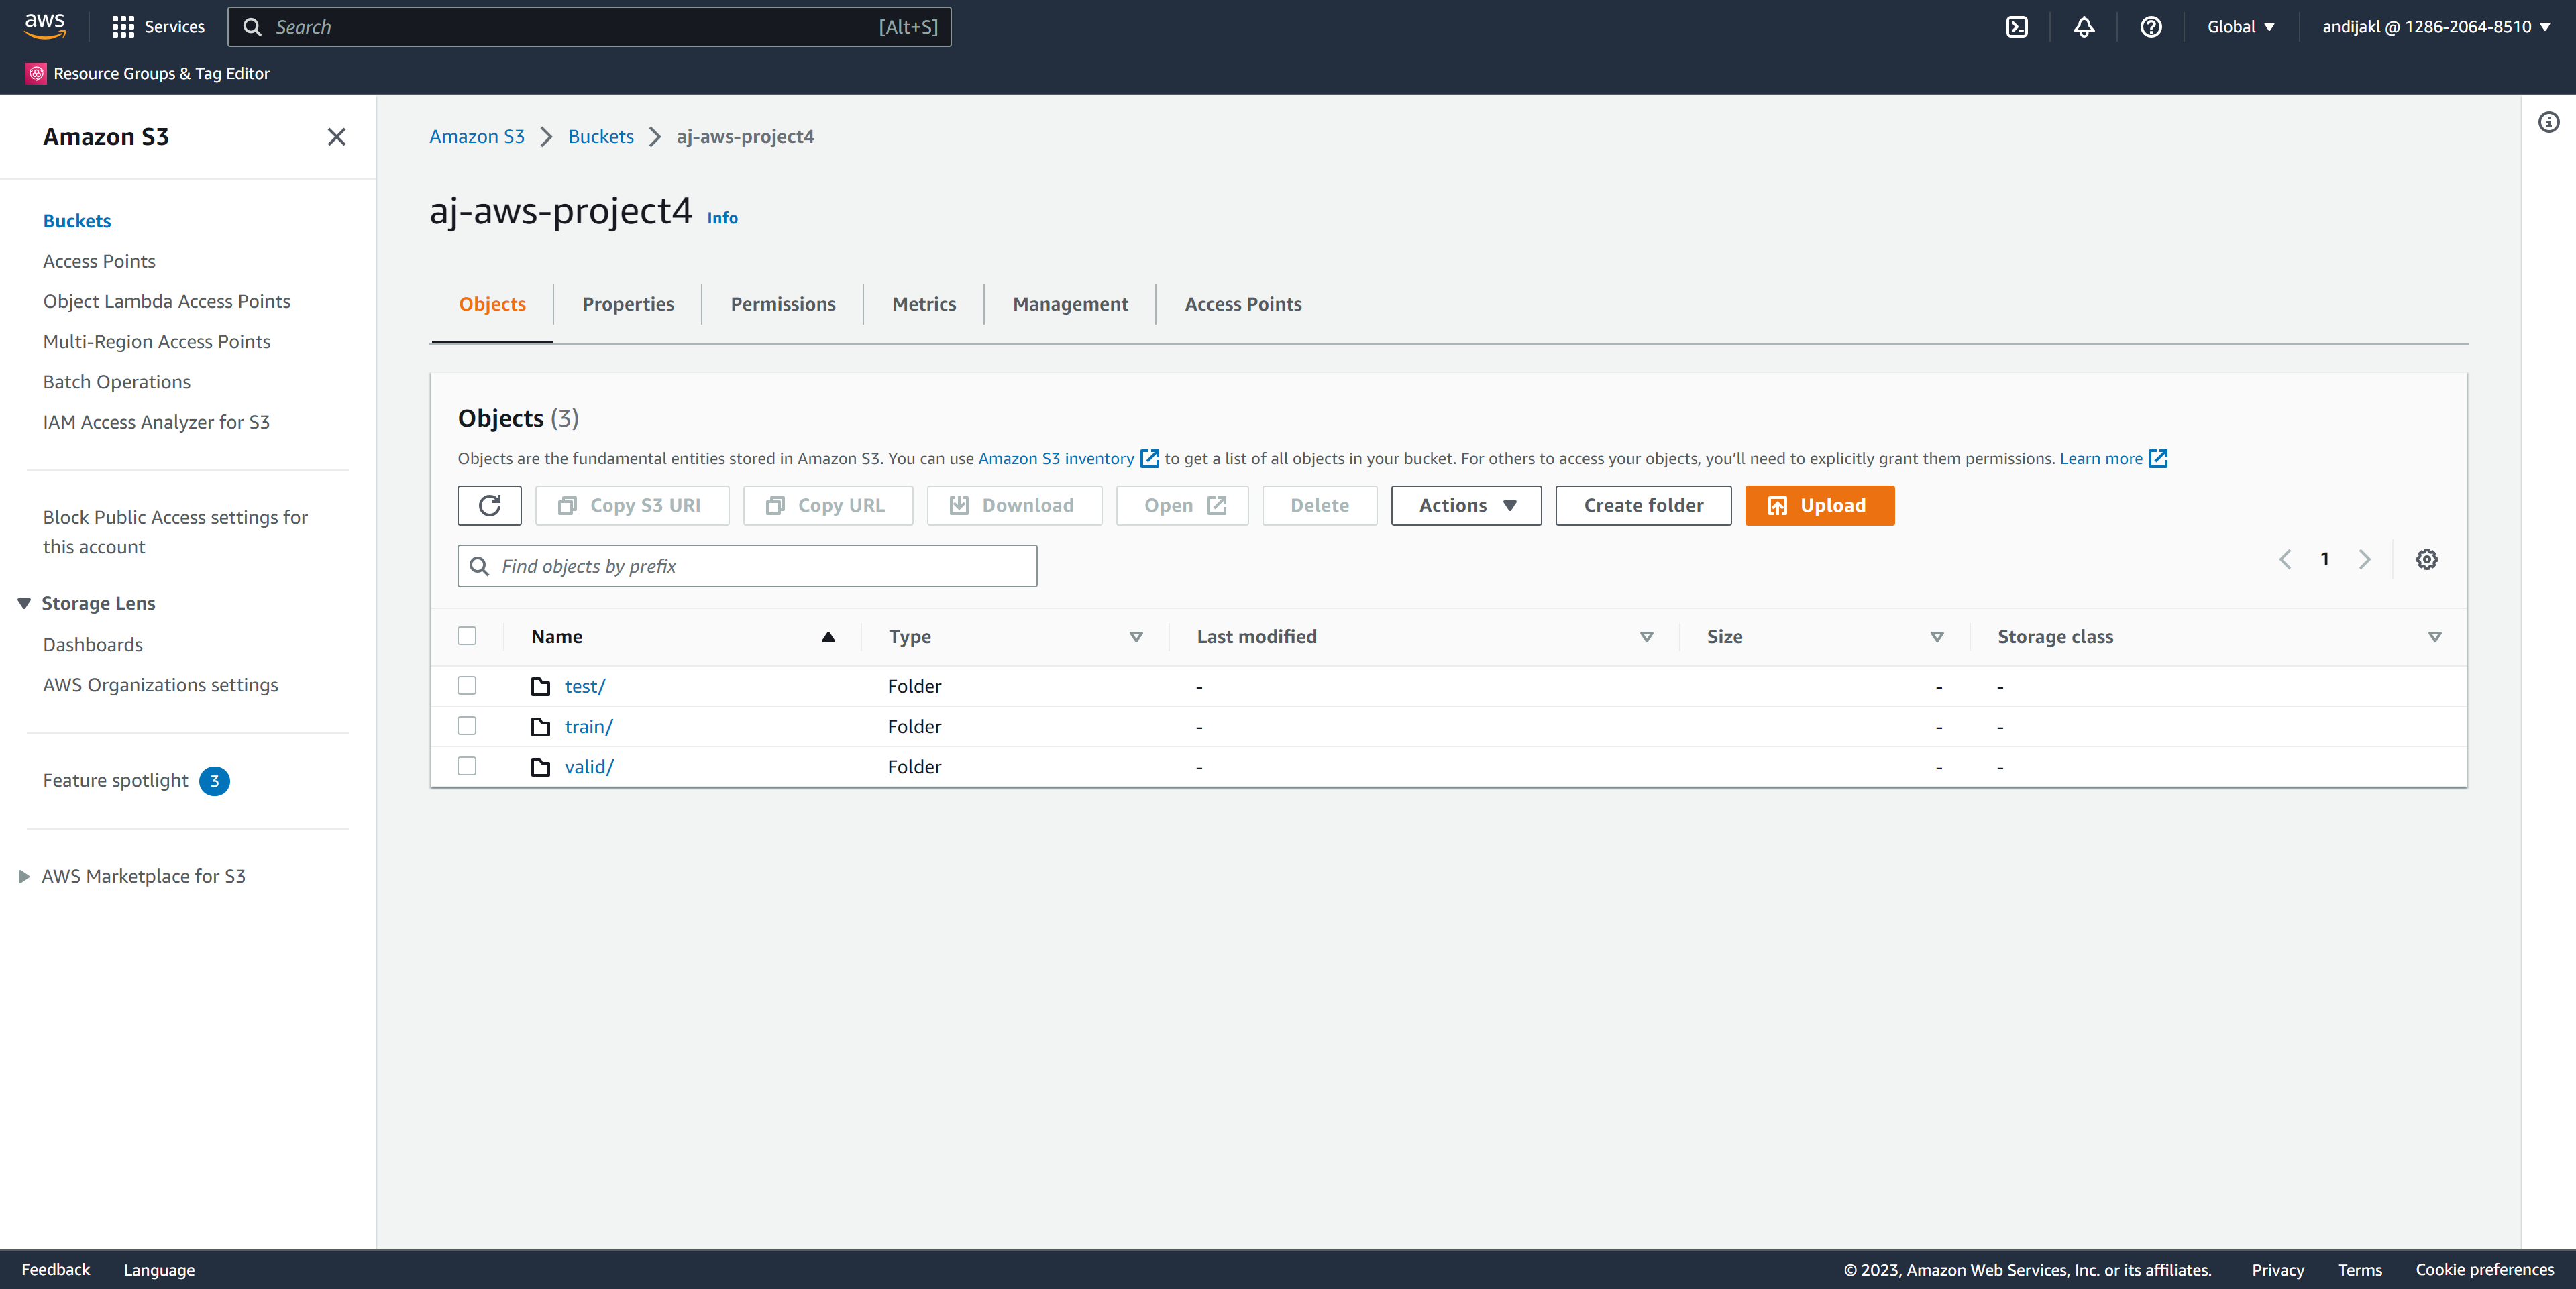 aws
Services
Search
[Alt+S]
Global
andijakl @ 1286-2064-8510
Resource Groups & Tag Editor
Amazon S3
Buckets
Access Points
Object Lambda Access Points
Multi-Region Access Points
Batch Operations
IAM Access Analyzer for S3
Block Public Access settings for
this account
Storage Lens
Dashboards
AWS Organizations settings
Feature spotlight 3
AWS Marketplace for S3
Amazon S3 > Buckets > aj-aws-project4
aj-aws-project4 Info
Objects Properties Permissions Metrics Management Access Points
Objects (3)
Objects are the fundamental entities stored in Amazon S3. You can use Amazon S3 inventory to get a list of all objects in your bucket. For others to access your objects, you'll need to explicitly grant them permissions. Learn more
Copy S3 URI Copy URL Download Open Delete Actions Create folder Upload
Find objects by prefix
1
Name Type Last modified Size Storage class
test/ Folder - - -
train/ Folder - - -
valid/ Folder - - -
Feedback Language
© 2023, Amazon Web Services, Inc. or its affiliates. Privacy Terms Cookie preferences